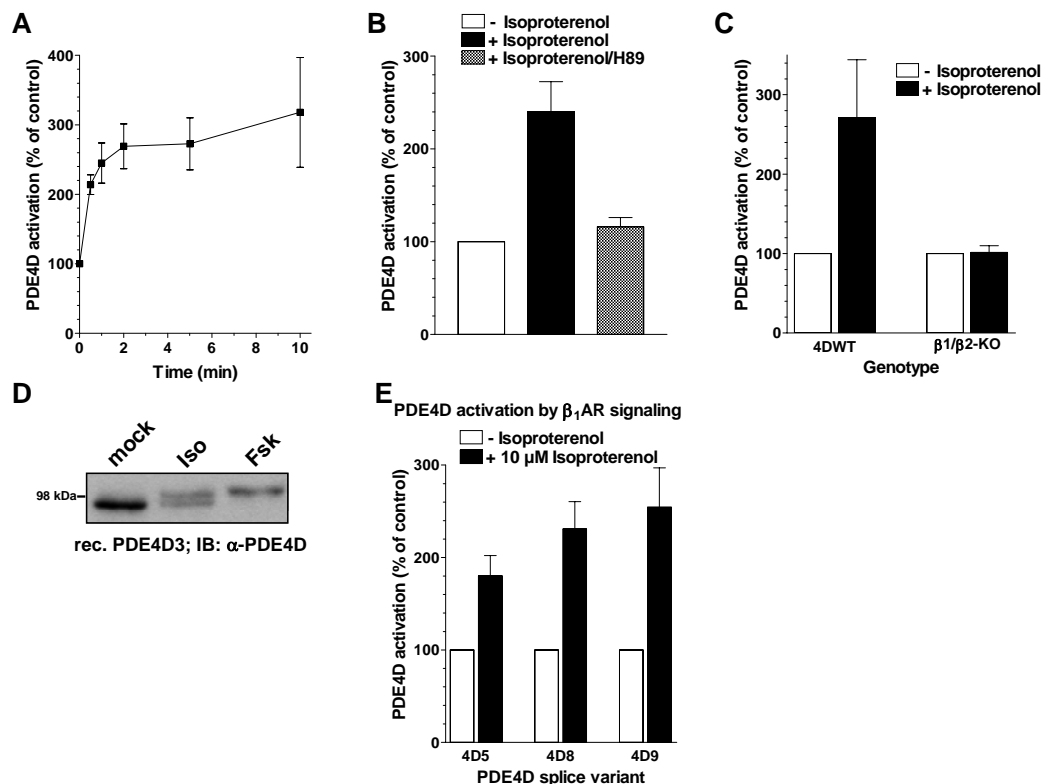 A
PDE4D activation (% of control)
400
300
200
100
0
0 2 4 6 8 10
Time (min)
B
- Isoproterenol
+ Isoproterenol
+ Isoproterenol/H89
PDE4D activation (% of control)
300
200
100
0
C
- Isoproterenol
+ Isoproterenol
PDE4D activation (% of control)
300
200
100
0
4DWT β1/β2-KO
Genotype
D
mock Iso Fsk
98 kDa
rec. PDE4D3; IB: α-PDE4D
E
PDE4D activation by β₁AR signaling
- Isoproterenol
+ 10 µM Isoproterenol
PDE4D activation (% of control)
300
200
100
0
4D5 4D8 4D9
PDE4D splice variant